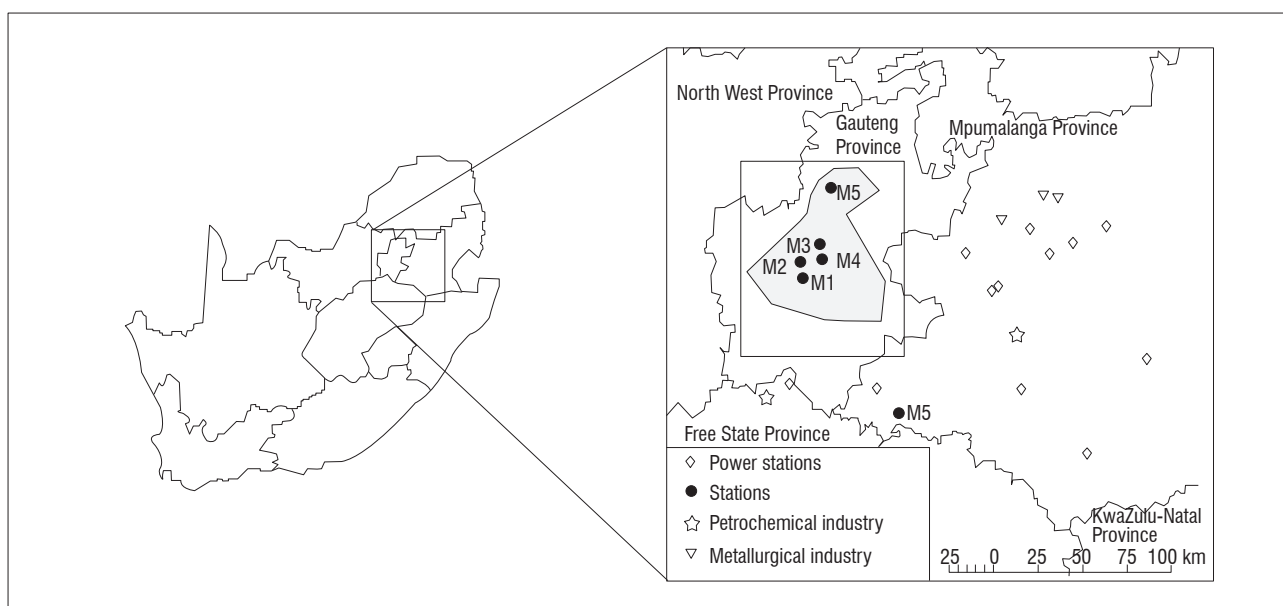 North West Province
Gauteng
Province
Mpumalanga Province
M5
M3
M2
M4
M1
M5
Free State Province
Power stations
Stations
Petrochemical industry
Metallurgical industry
KwaZulu-Natal
Province
25 0 25 50 75 100 km